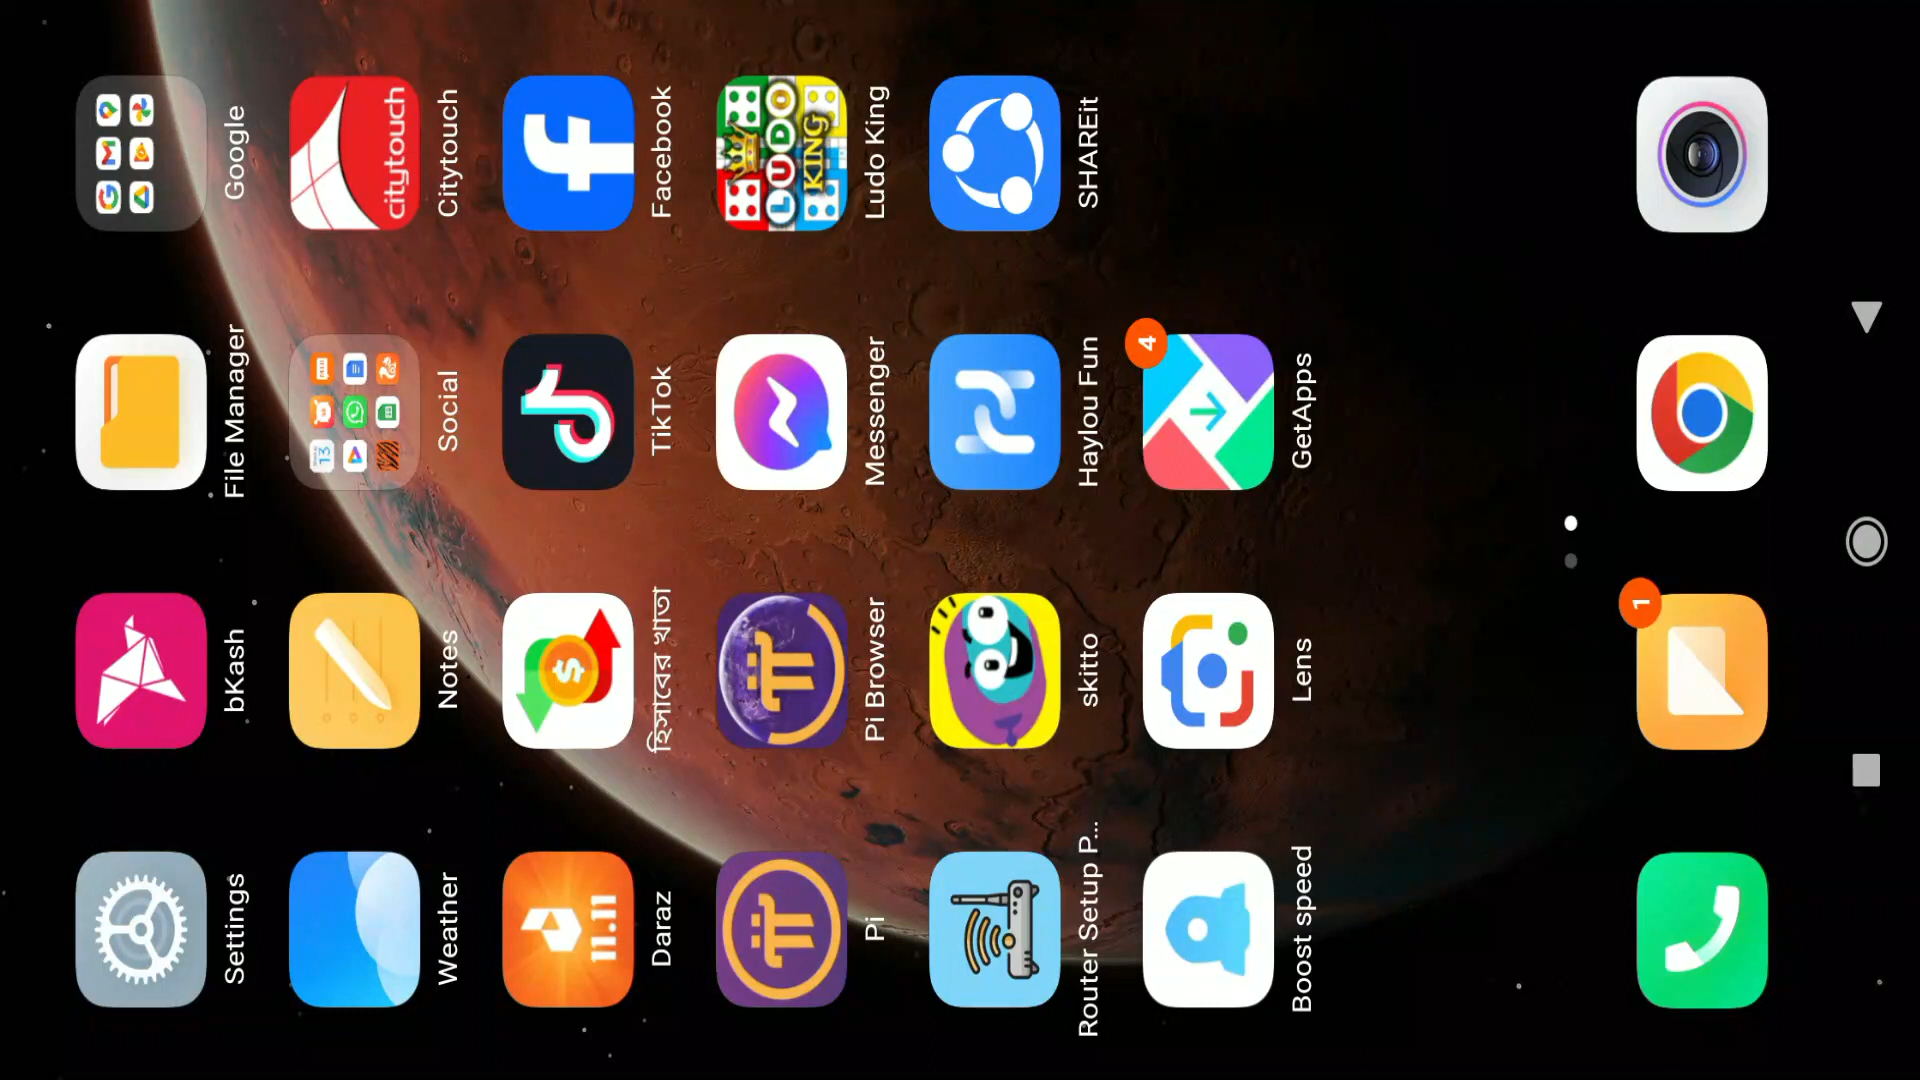 Settings
bKash
File Manager
Google
Weather
Notes
13
Social
citytouch
Citytouch
11.11
Daraz
$
হিসাবের খাতা
TikTok
Facebook
Pi
Pi Browser
Messenger
LUDO
KING
Ludo King
Router Setup P...
skitto
Haylou Fun
SHAREit
Boost speed
Lens
4
GetApps
1